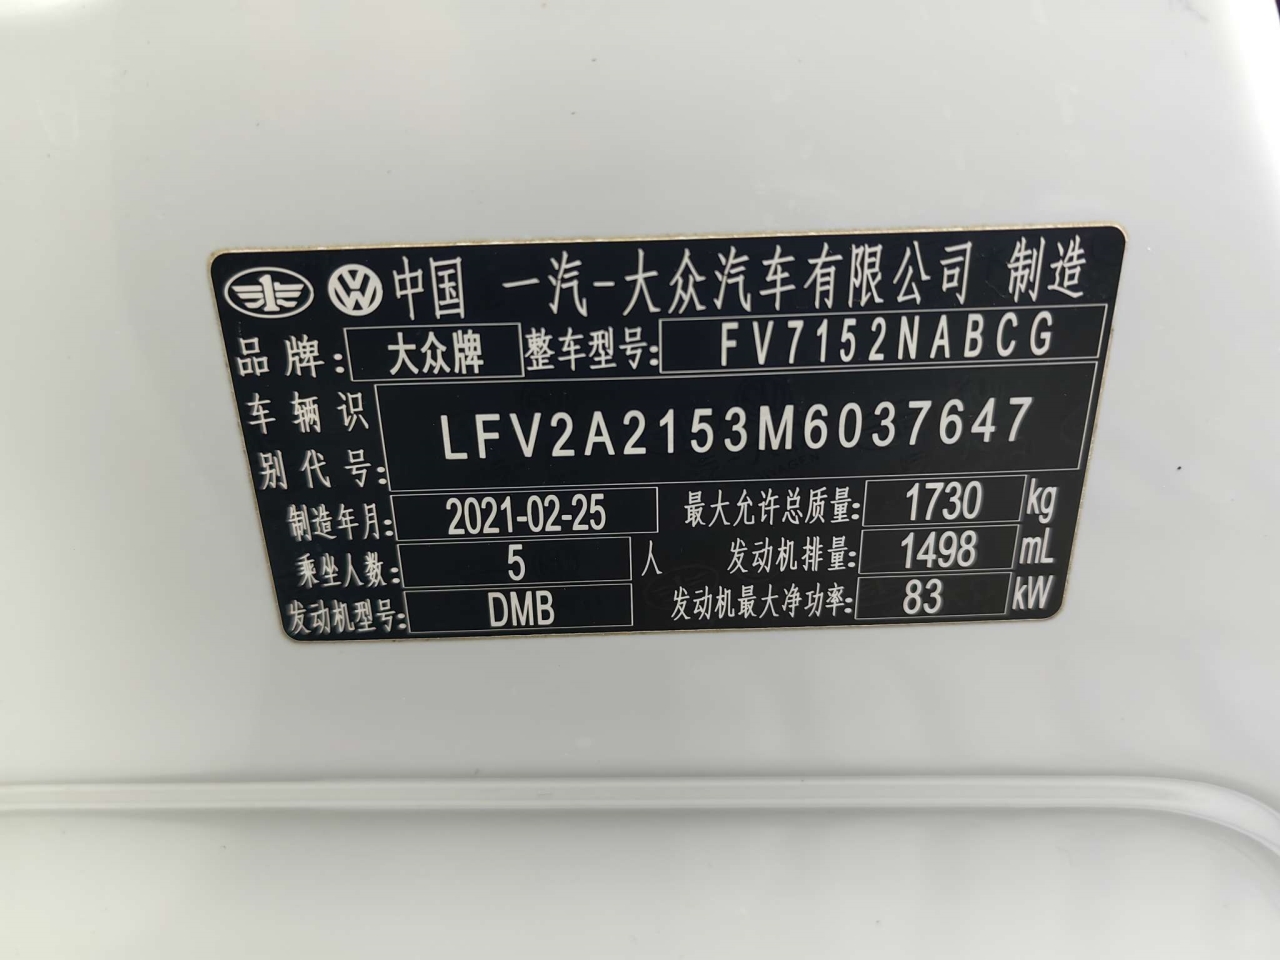 中国 一汽-大众汽车有限公司 制造
品牌: 大众牌 整车型号: FV7152NABCG
车辆识别代号: LFV2A2153M6037647
制造年月: 2021-02-25 最大允许总质量: 1730 kg
乘坐人数: 5 人 发动机排量: 1498 mL
发动机型号: DMB 发动机最大净功率: 83 kW